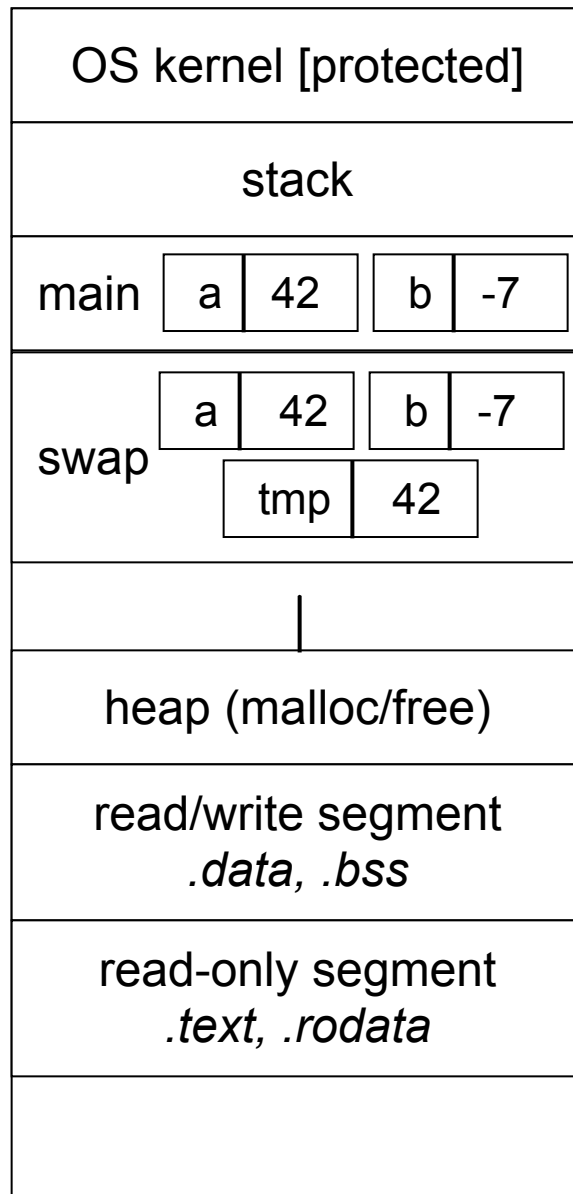 OS kernel [protected]
stack
main a 42 b -7
a 42 b -7
swap
tmp 42
heap (malloc/free)
read/write segment
.data, .bss
read-only segment
.text, .rodata